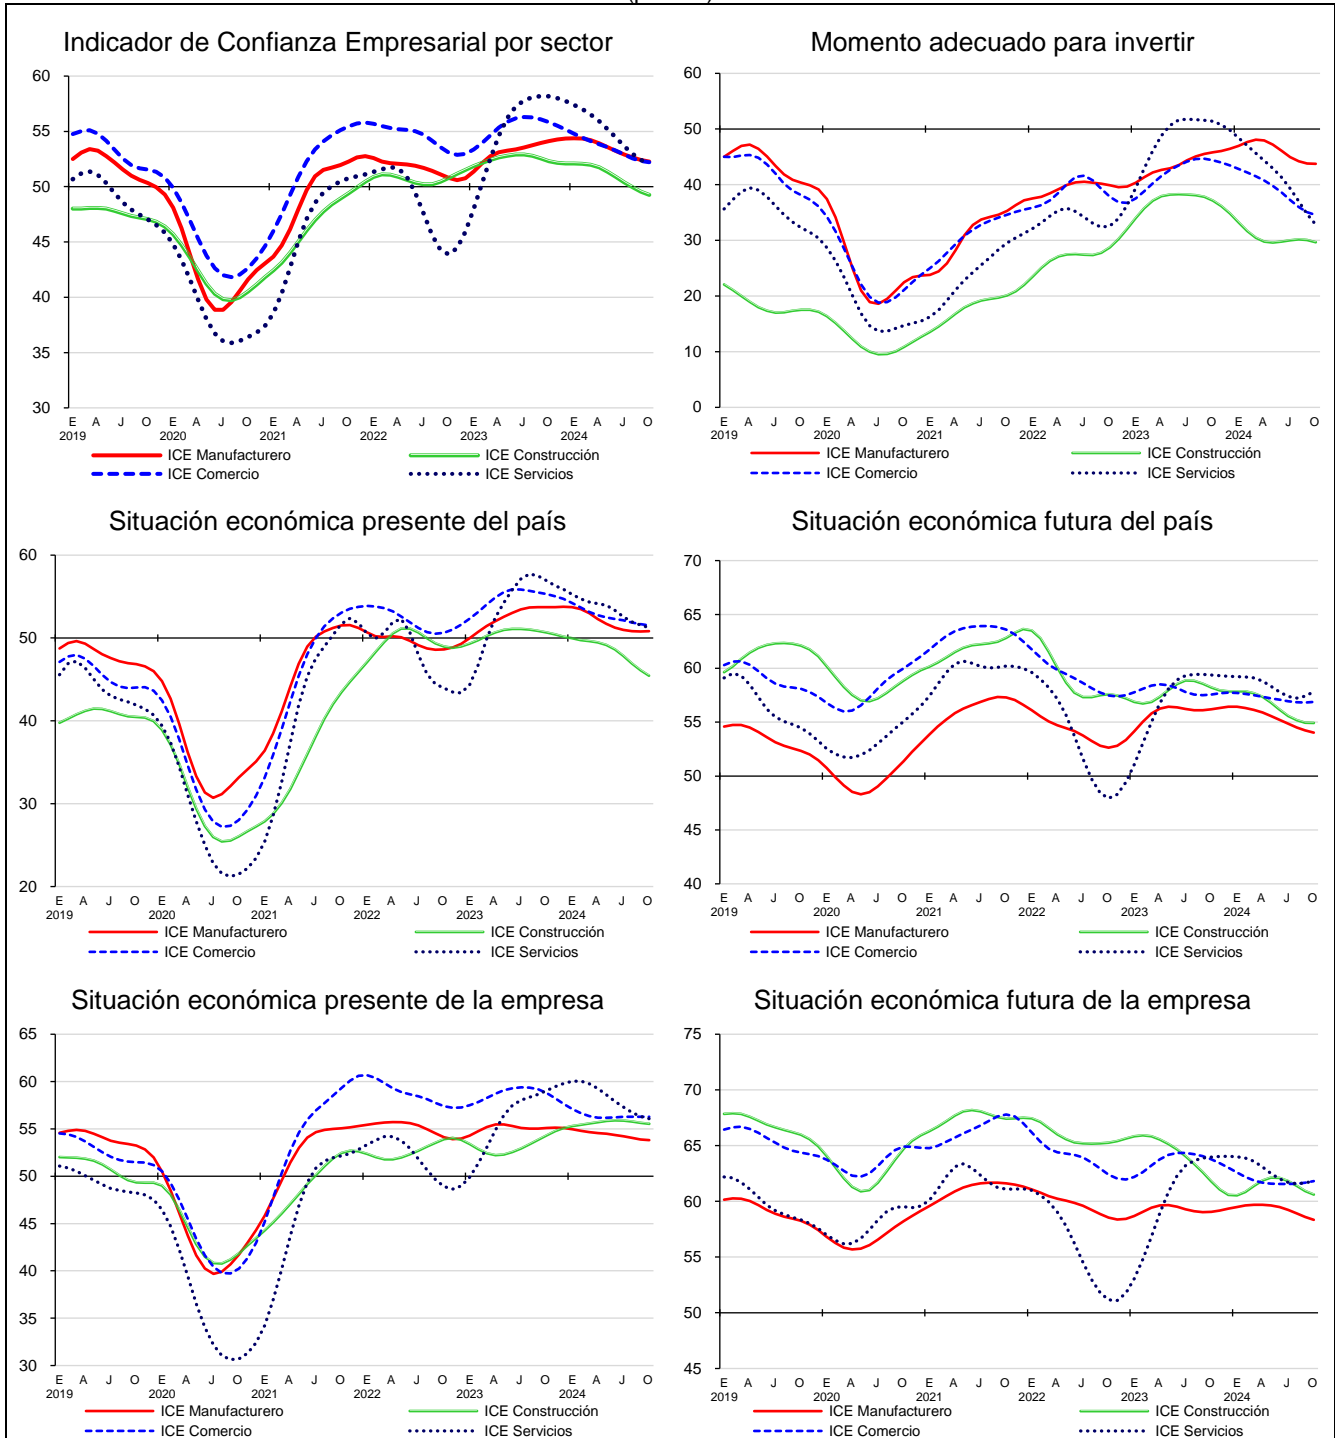 Indicador de Confianza Empresarial por sector
60
55
50
45
40
35
30
E A J O E A J O E A J O E A J O E A J O E A J O
2019 2020 2021 2022 2023 2024
ICE Manufacturero ICE Construcción
ICE Comercio ICE Servicios
Momento adecuado para invertir
60
50
40
30
20
10
0
E A J O E A J O E A J O E A J O E A J O E A J O
2019 2020 2021 2022 2023 2024
ICE Manufacturero ICE Construcción
ICE Comercio ICE Servicios
Situación económica presente del país
60
50
40
30
20
E A J O E A J O E A J O E A J O E A J O E A J O
2019 2020 2021 2022 2023 2024
ICE Manufacturero ICE Construcción
ICE Comercio ICE Servicios
Situación económica futura del país
70
65
60
55
50
45
40
E A J O E A J O E A J O E A J O E A J O E A J O
2019 2020 2021 2022 2023 2024
ICE Manufacturero ICE Construcción
ICE Comercio ICE Servicios
Situación económica presente de la empresa
65
60
55
50
45
40
35
30
E A J O E A J O E A J O E A J O E A J O E A J O
2019 2020 2021 2022 2023 2024
ICE Manufacturero ICE Construcción
ICE Comercio ICE Servicios
Situación económica futura de la empresa
75
70
65
60
55
50
45
E A J O E A J O E A J O E A J O E A J O E A J O
2019 2020 2021 2022 2023 2024
ICE Manufacturero ICE Construcción
ICE Comercio ICE Servicios